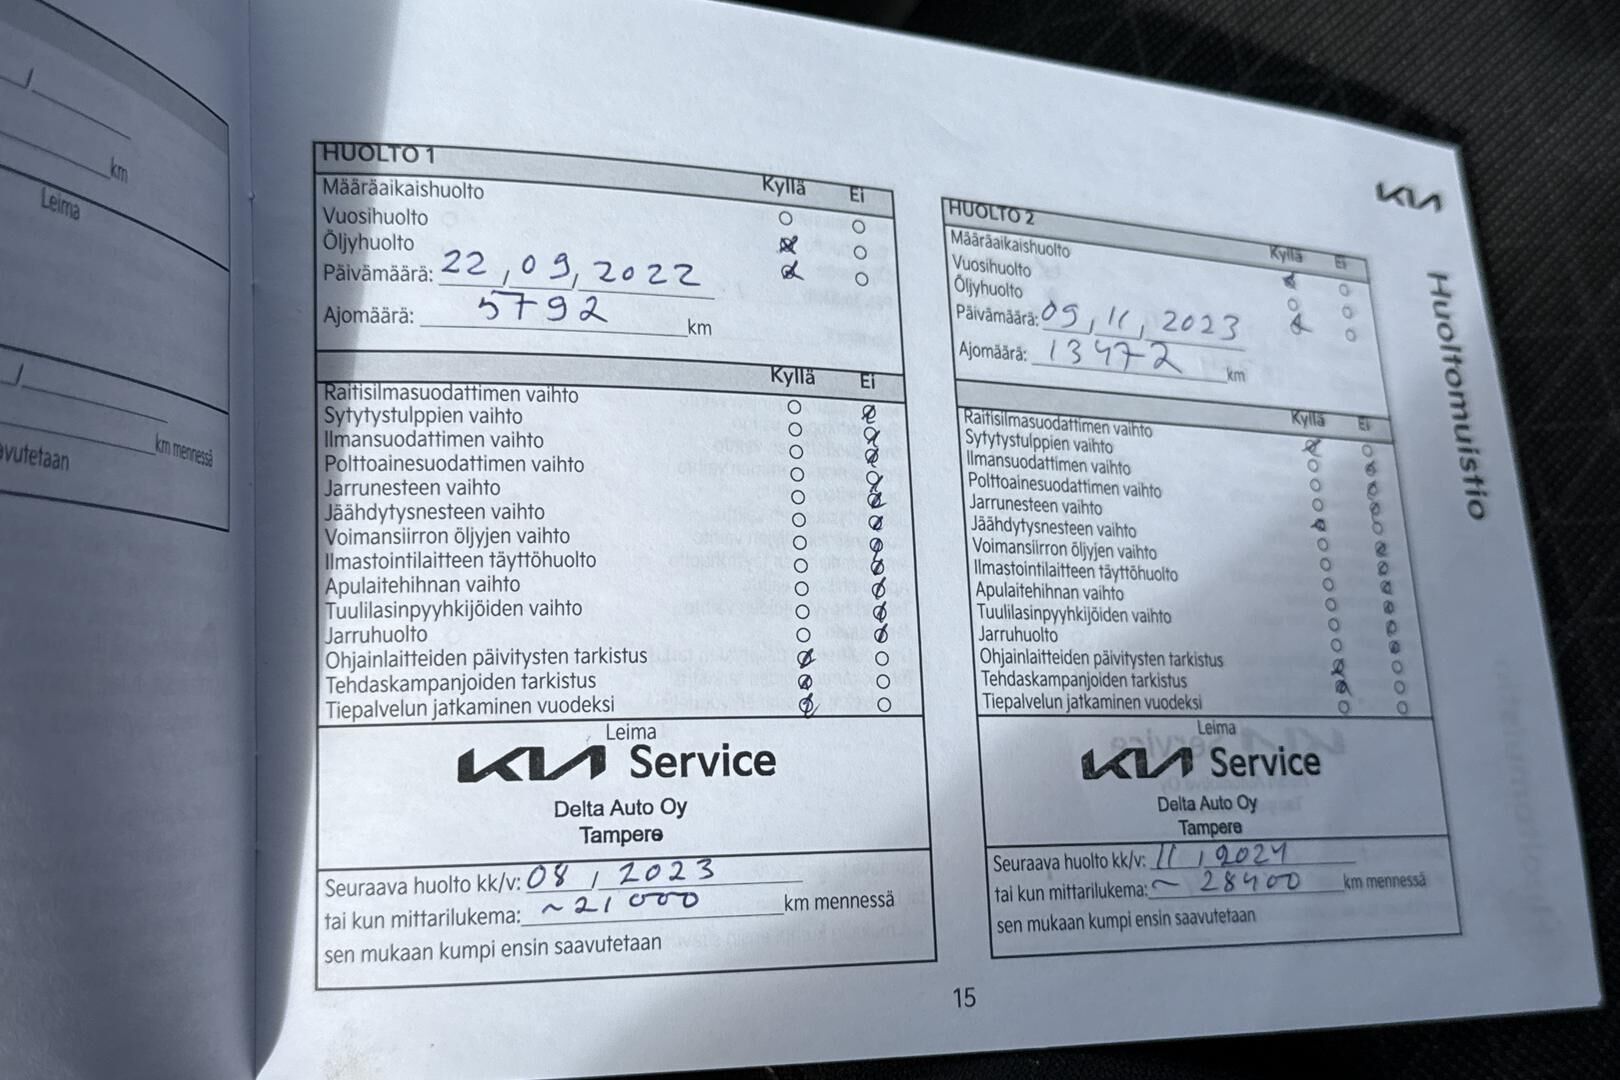 km
Leima
km mennessä
avutetaan
HUOLTO 1
Kyllä Ei
Määräaikaishuolto
Vuosihuolto
Öljyhuolto
Päivämäärä: 22, 09, 2022
Ajomäärä: 5792 km
Kyllä Ei
Raitisilmasuodattimen vaihto
Sytytystulppien vaihto
Ilmansuodattimen vaihto
Polttoainesuodattimen vaihto
Jarrunesteen vaihto
Jäähdytysnesteen vaihto
Voimansiirron öljyjen vaihto
Ilmastointilaitteen täyttöhuolto
Apulaitehihnan vaihto
Tuulilasinpyyhkijöiden vaihto
Jarruhuolto
Ohjainlaitteiden päivitysten tarkistus
Tehdaskampanjoiden tarkistus
Tiepalvelun jatkaminen vuodeksi
Leima
KIA Service
Delta Auto Oy
Tampere
Seuraava huolto kk/v: 08 / 2023
tai kun mittarilukema: ~ 21 000 km mennessä
sen mukaan kumpi ensin saavutetaan
HUOLTO 2
Kyllä Ei
Määräaikaishuolto
Vuosihuolto
Öljyhuolto
Päivämäärä: 09, 11, 2023
Ajomäärä: 13472 km
Kyllä Ei
Raitisilmasuodattimen vaihto
Sytytystulppien vaihto
Ilmansuodattimen vaihto
Polttoainesuodattimen vaihto
Jarrunesteen vaihto
Jäähdytysnesteen vaihto
Voimansiirron öljyjen vaihto
Ilmastointilaitteen täyttöhuolto
Apulaitehihnan vaihto
Tuulilasinpyyhkijöiden vaihto
Jarruhuolto
Ohjainlaitteiden päivitysten tarkistus
Tehdaskampanjoiden tarkistus
Tiepalvelun jatkaminen vuodeksi
Leima
KIA Service
Delta Auto Oy
Tampere
Seuraava huolto kk/v: 11 / 2024
tai kun mittarilukema: ~ 28400 km mennessä
sen mukaan kumpi ensin saavutetaan
KIA
Huoltomuistio
15